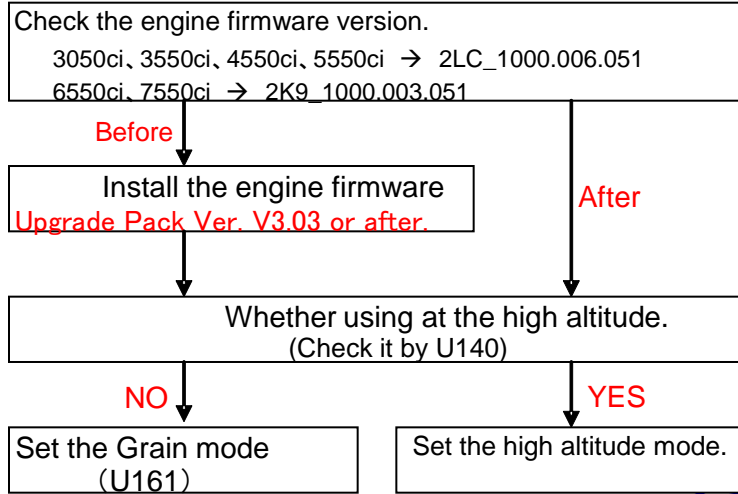 Check the engine firmware version.
3050ci、3550ci、4550ci、5550ci → 2LC_1000.006.051
6550ci、7550ci → 2K9_1000.003.051
Before
Install the engine firmware
Upgrade Pack Ver. V3.03 or after.
After
Whether using at the high altitude.
(Check it by U140)
NO
YES
Set the Grain mode
（U161）
Set the high altitude mode.